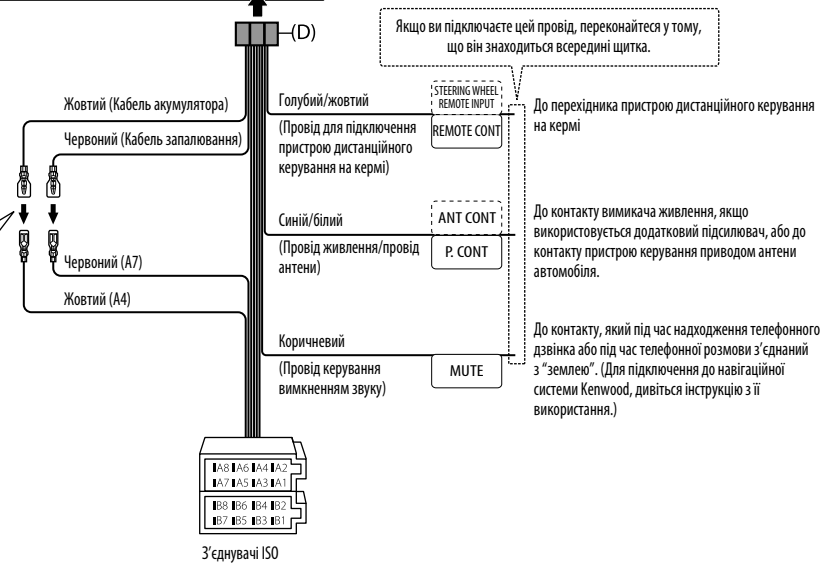 (D)
Якщо ви підключаєте цей провід, переконайтеся у тому,
що він знаходиться всередині щитка.
Жовтий (Кабель акумулятора)
Червоний (Кабель запалювання)
Голубий/жовтий
(Провід для підключення
пристрою дистанційного
керування на кермі)
STEERING WHEEL
REMOTE INPUT
REMOTE CONT
До перехідника пристрою дистанційного керування
на кермі
Синій/білий
(Провід живлення/провід
антени)
ANT CONT
P. CONT
До контакту вимикача живлення, якщо
використовується додатковий підсилювач, або до
контакту пристрою керування приводом антени
автомобіля.
Червоний (A7)
Жовтий (A4)
Коричневий
(Провід керування
вимкненням звуку)
MUTE
До контакту, який під час надходження телефонного
дзвінка або під час телефонної розмови з’єднаний
з “землею”. (Для підключення до навігаційної
системи Kenwood, дивіться інструкцію з її
використання.)
A8 A6 A4 A2
A7 A5 A3 A1
B8 B6 B4 B2
B7 B5 B3 B1
З’єднувачі ISO